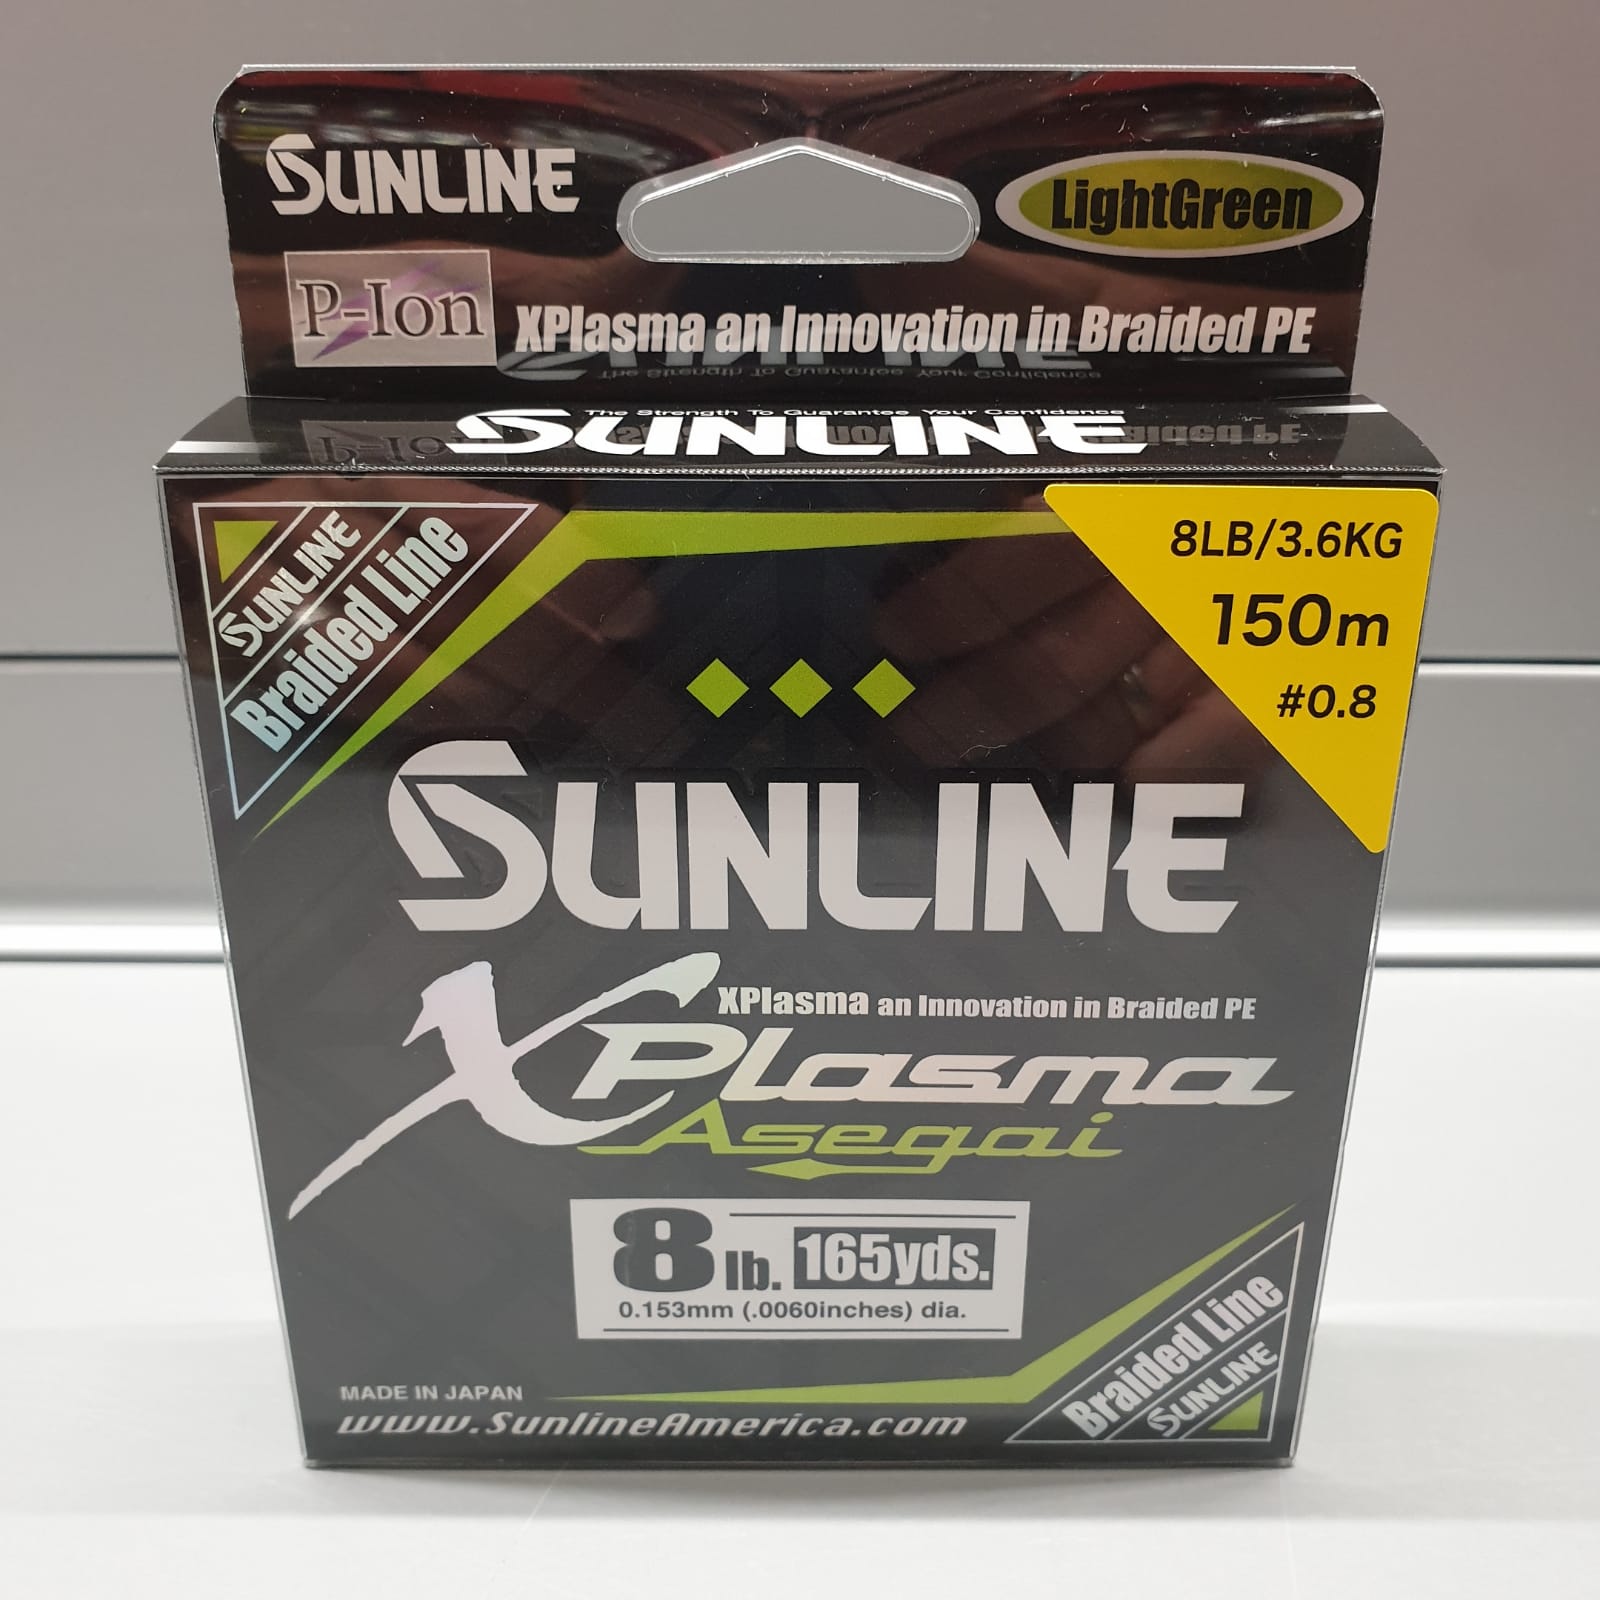 SUNLINE
LightGreen
P-Ion
XPlasma an Innovation in Braided PE
The Strength To Guarantee Your Confidence
SUNLINE
SUNLINE
Braided Line
8LB/3.6KG
150m
#0.8
SUNLINE
XPlasma an Innovation in Braided PE
XPlasma
Asegai
8lb. 165yds.
0.153mm (.0060inches) dia.
MADE IN JAPAN
www.SunlineAmerica.com
Braided Line
SUNLINE